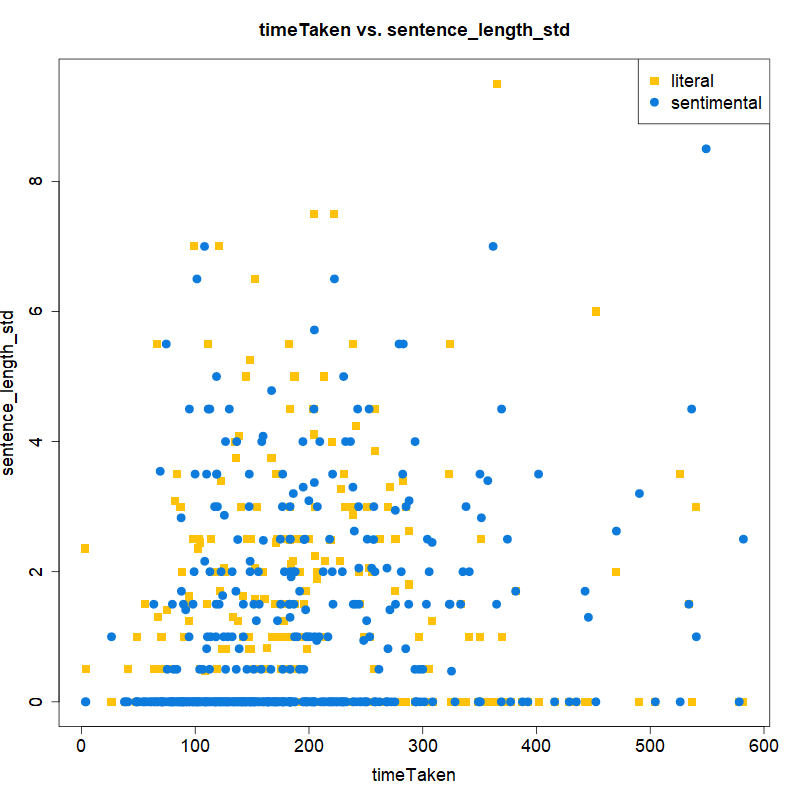 timeTaken vs. sentence_length_std
literal
sentimental
8
6
4
2
0
sentence_length_std
0 100 200 300 400 500 600
timeTaken